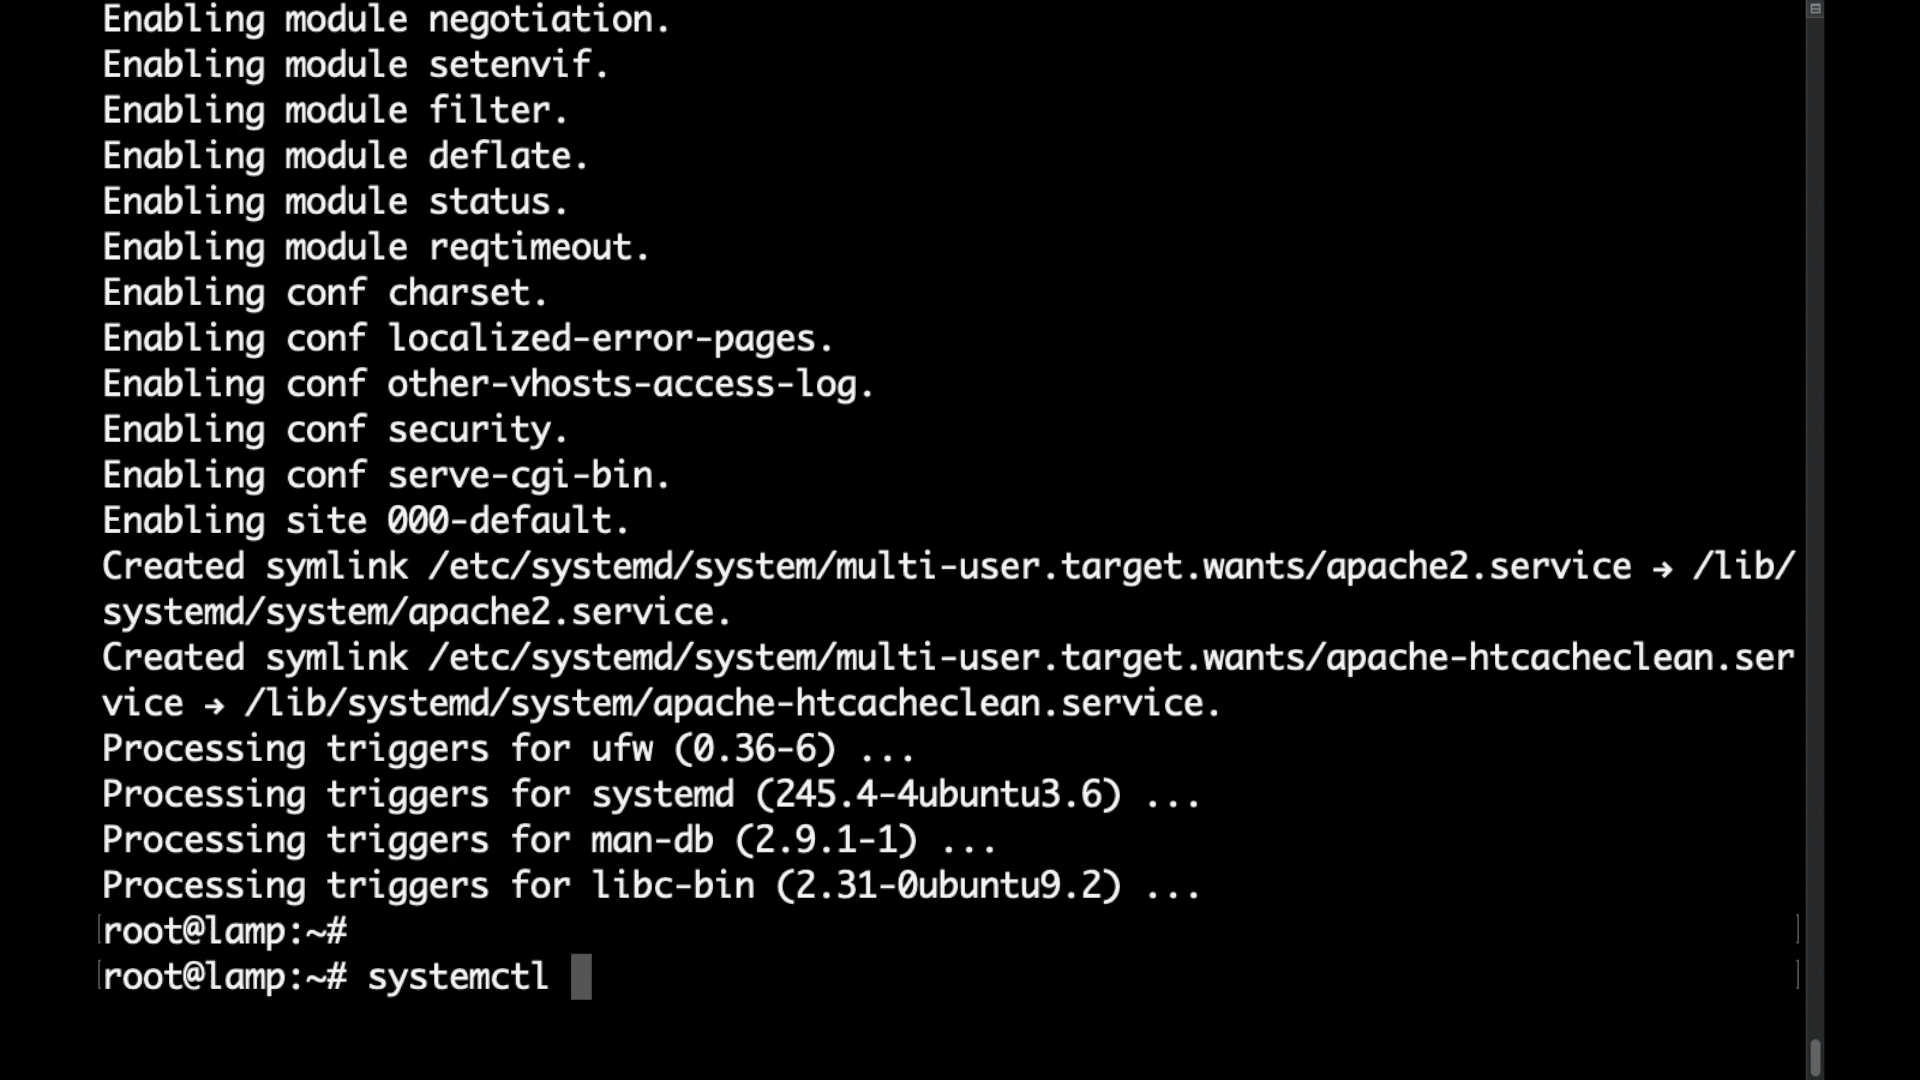 Enabling module negotiation.
Enabling module setenvif.
Enabling module filter.
Enabling module deflate.
Enabling module status.
Enabling module reqtimeout.
Enabling conf charset.
Enabling conf localized-error-pages.
Enabling conf other-vhosts-access-log.
Enabling conf security.
Enabling conf serve-cgi-bin.
Enabling site 000-default.
Created symlink /etc/systemd/system/multi-user.target.wants/apache2.service → /lib/
systemd/system/apache2.service.
Created symlink /etc/systemd/system/multi-user.target.wants/apache-htcacheclean.ser
vice → /lib/systemd/system/apache-htcacheclean.service.
Processing triggers for ufw (0.36-6) ...
Processing triggers for systemd (245.4-4ubuntu3.6) ...
Processing triggers for man-db (2.9.1-1) ...
Processing triggers for libc-bin (2.31-0ubuntu9.2) ...
[root@lamp:~# ]
[root@lamp:~# systemctl ]